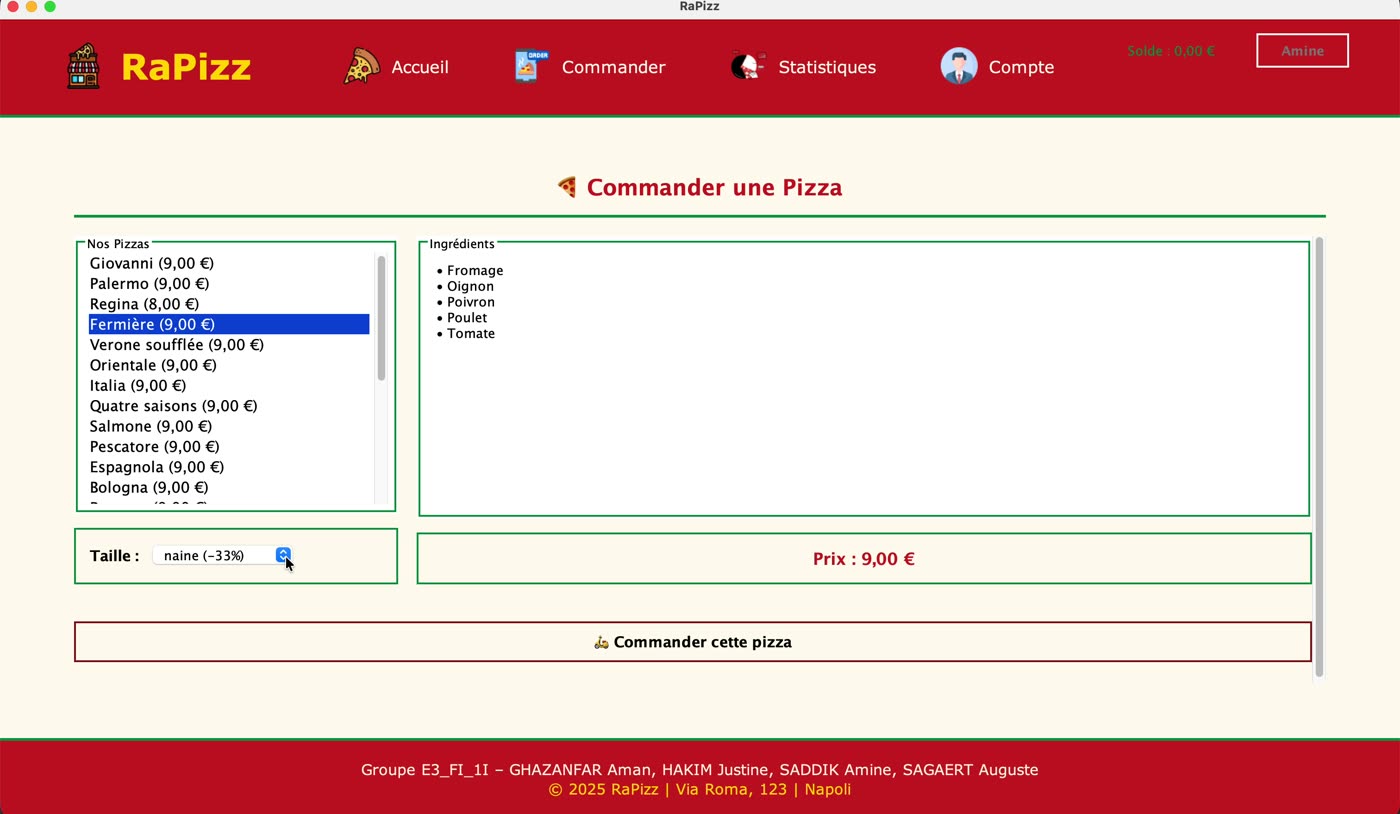 RaPizz
RaPizz
Accueil
ORDER
Commander
Statistiques
Compte
Solde : 0,00 €
Amine
🍕 Commander une Pizza
Nos Pizzas
Giovanni (9,00 €)
Palermo (9,00 €)
Regina (8,00 €)
Fermière (9,00 €)
Verone soufflée (9,00 €)
Orientale (9,00 €)
Italia (9,00 €)
Quatre saisons (9,00 €)
Salmone (9,00 €)
Pescatore (9,00 €)
Espagnola (9,00 €)
Bologna (9,00 €)
Ingrédients
• Fromage
• Oignon
• Poivron
• Poulet
• Tomate
Taille : naine (-33%)
Prix : 9,00 €
🛵 Commander cette pizza
Groupe E3_FI_1I – GHAZANFAR Aman, HAKIM Justine, SADDIK Amine, SAGAERT Auguste
© 2025 RaPizz | Via Roma, 123 | Napoli